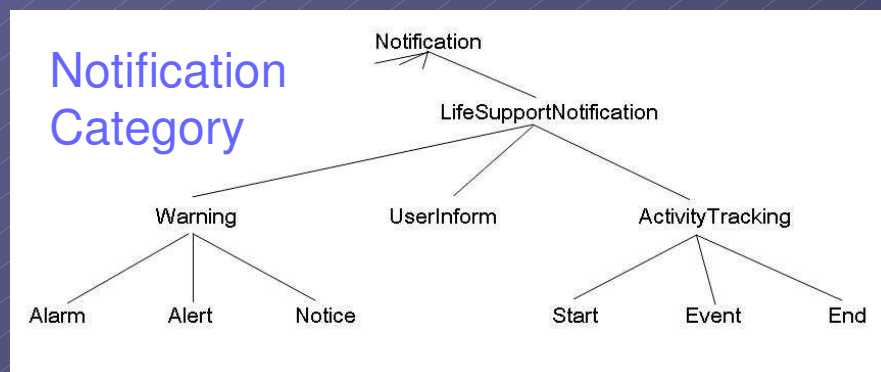 Notification
Category
Notification
LifeSupportNotification
Warning UserInform ActivityTracking
Alarm Alert Notice Start Event End